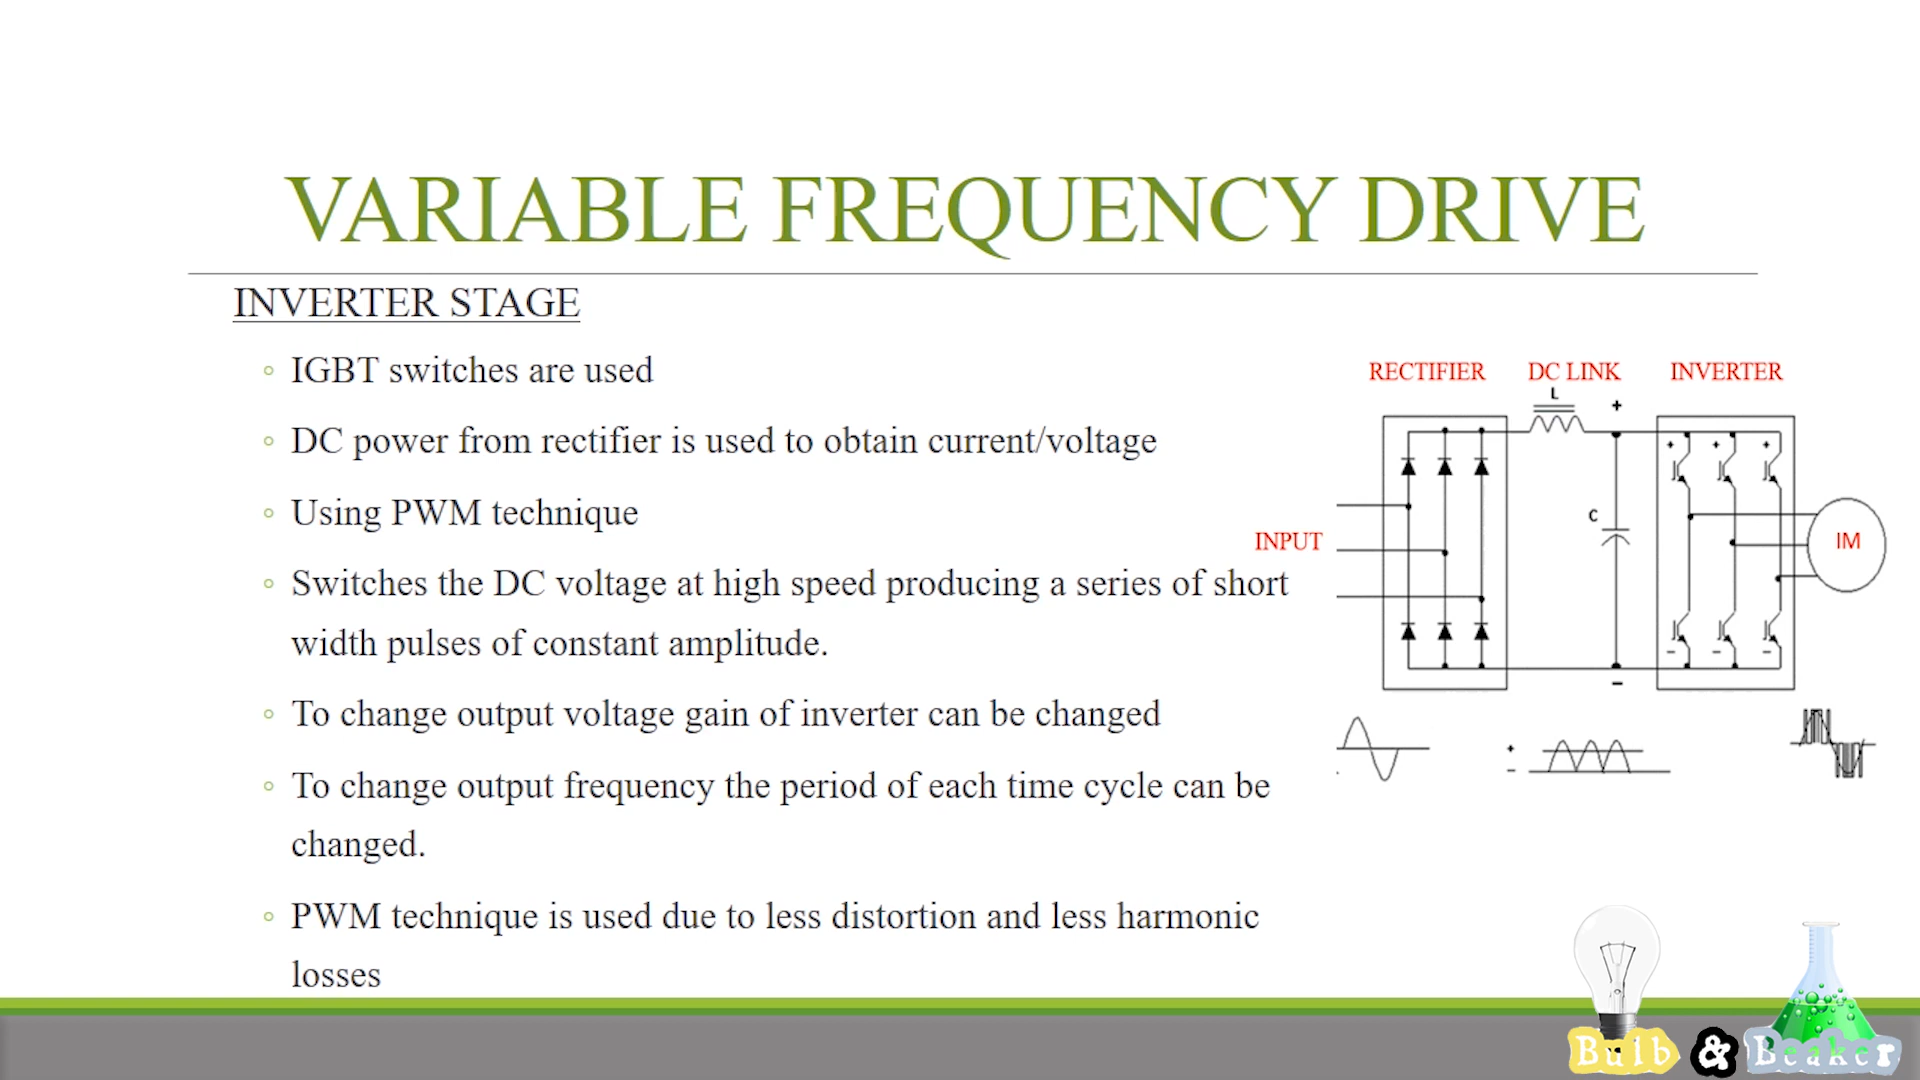 VARIABLE FREQUENCY DRIVE
INVERTER STAGE
IGBT switches are used
DC power from rectifier is used to obtain current/voltage
Using PWM technique
Switches the DC voltage at high speed producing a series of short
width pulses of constant amplitude.
To change output voltage gain of inverter can be changed
To change output frequency the period of each time cycle can be
changed.
PWM technique is used due to less distortion and less harmonic
losses
RECTIFIER DC LINK INVERTER
L
+
+ + +
C
INPUT
IM
- - -
-
+
-
Bulb & Beaker